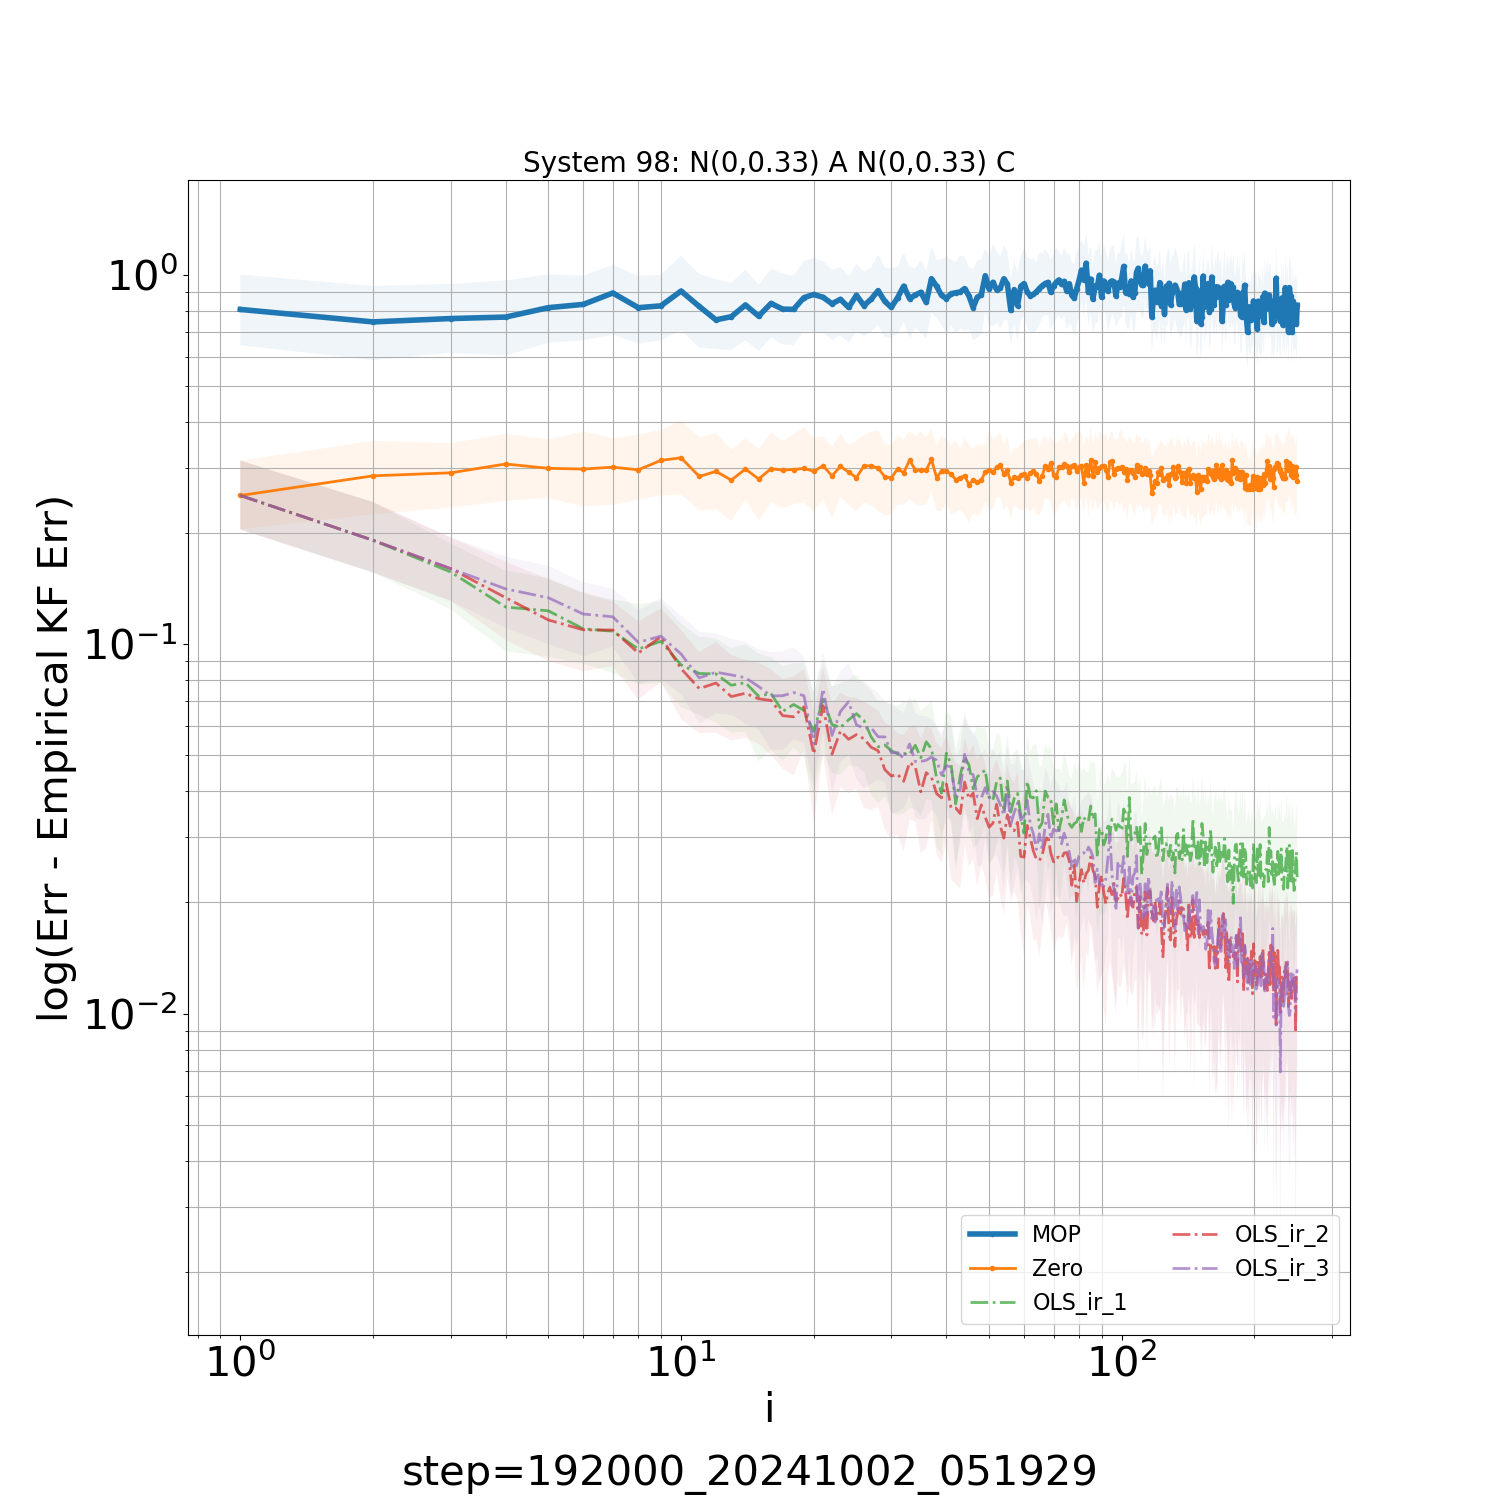 System 98: N(0,0.33) A N(0,0.33) C
log(Err - Empirical KF Err)
10⁰
10⁻¹
10⁻²
MOP
Zero
OLS_ir_1
OLS_ir_2
OLS_ir_3
10⁰ 10¹ 10²
i
step=192000_20241002_051929